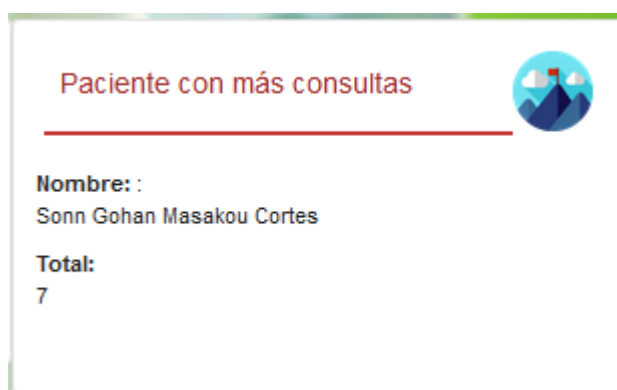 Paciente con más consultas
Nombre: :
Sonn Gohan Masakou Cortes
Total:
7